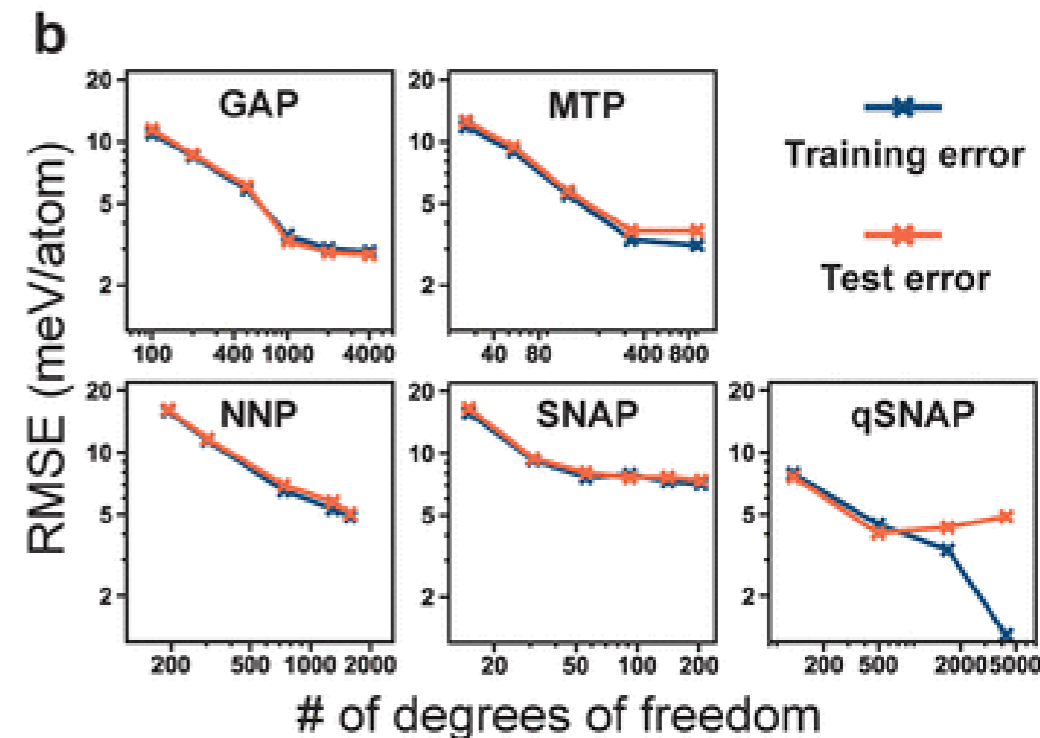 b
GAP
20
10
5
2
100 400 1000 4000
MTP
20
10
5
2
40 80 400 800
Training error
Test error
NNP
20
10
5
2
200 500 1000 2000
SNAP
20
10
5
2
20 50 100 200
qSNAP
20
10
5
2
200 500 2000 5000
RMSE (meV/atom)
# of degrees of freedom